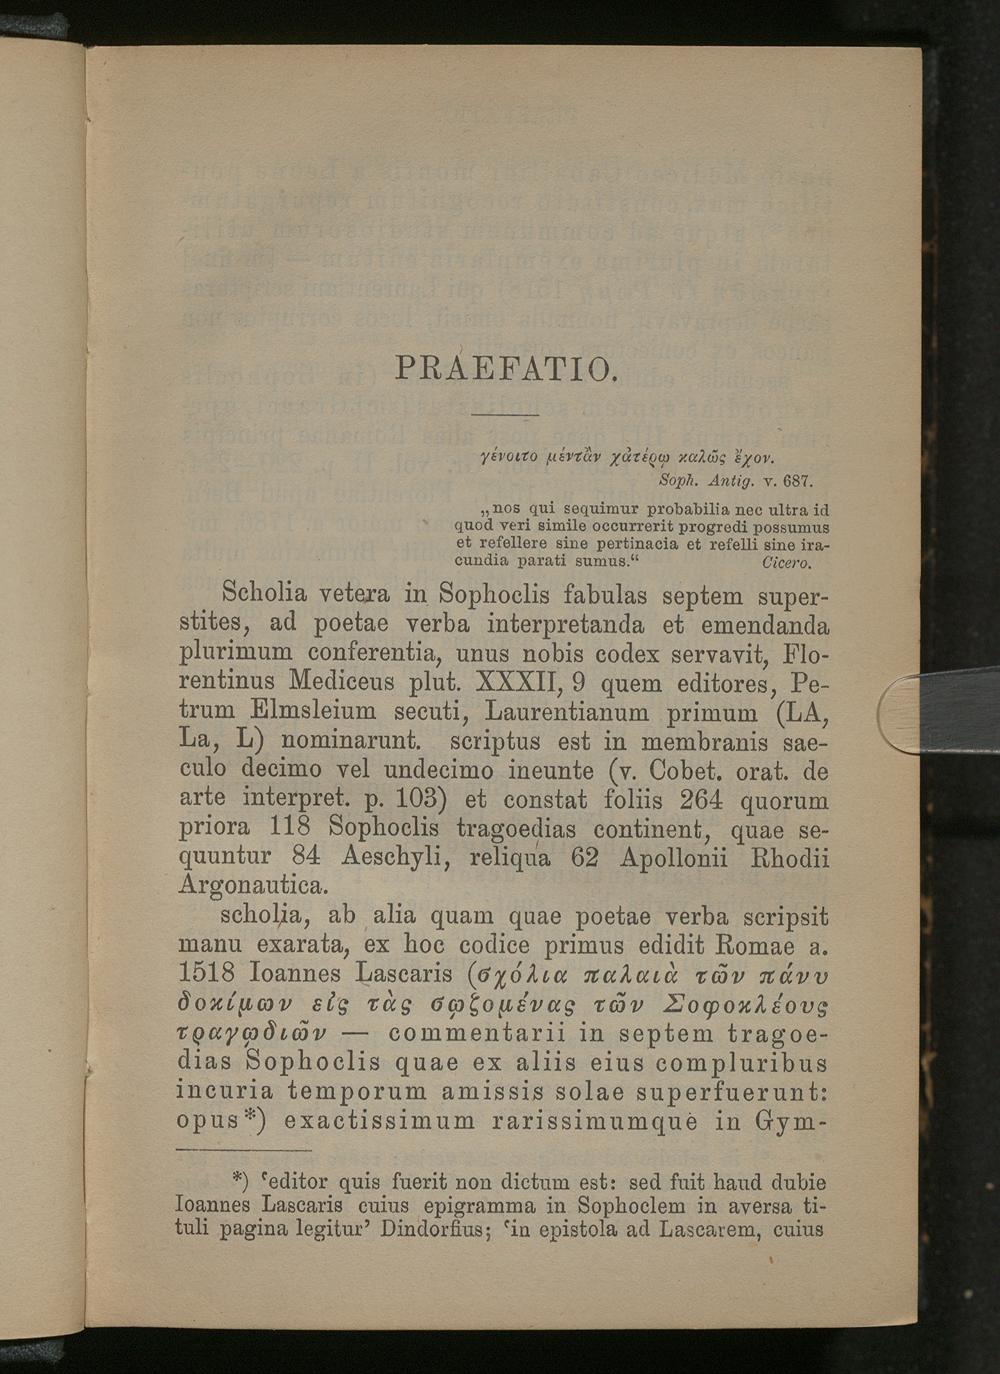 PRAEFATIO.
γένοιτο μέντἂν χἀτέρῳ καλῶς ἔχον.
Soph. Antig. v. 687.
„nos qui sequimur probabilia nec ultra id
quod veri simile occurrerit progredi possumus
et refellere sine pertinacia et refelli sine ira-
cundia parati sumus.“ Cicero.
Scholia vetera in Sophoclis fabulas septem super-
stites, ad poetae verba interpretanda et emendanda
plurimum conferentia, unus nobis codex servavit, Flo-
rentinus Mediceus plut. XXXII, 9 quem editores, Pe-
trum Elmsleium secuti, Laurentianum primum (LA,
La, L) nominarunt. scriptus est in membranis sae-
culo decimo vel undecimo ineunte (v. Cobet. orat. de
arte interpret. p. 103) et constat foliis 264 quorum
priora 118 Sophoclis tragoedias continent, quae se-
quuntur 84 Aeschyli, reliqua 62 Apollonii Rhodii
Argonautica.
scholia, ab alia quam quae poetae verba scripsit
manu exarata, ex hoc codice primus edidit Romae a.
1518 Ioannes Lascaris (σχόλια παλαιὰ τῶν πάνυ
δοκίμων εἰς τὰς σῳζομένας τῶν Σοφοκλέους
τραγῳδιῶν — commentarii in septem tragoe-
dias Sophoclis quae ex aliis eius compluribus
incuria temporum amissis solae superfuerunt:
opus*) exactissimum rarissimumque in Gym-
*) ‘editor quis fuerit non dictum est: sed fuit haud dubie
Ioannes Lascaris cuius epigramma in Sophoclem in aversa ti-
tuli pagina legitur’ Dindorfius; ‘in epistola ad Lascarem, cuius